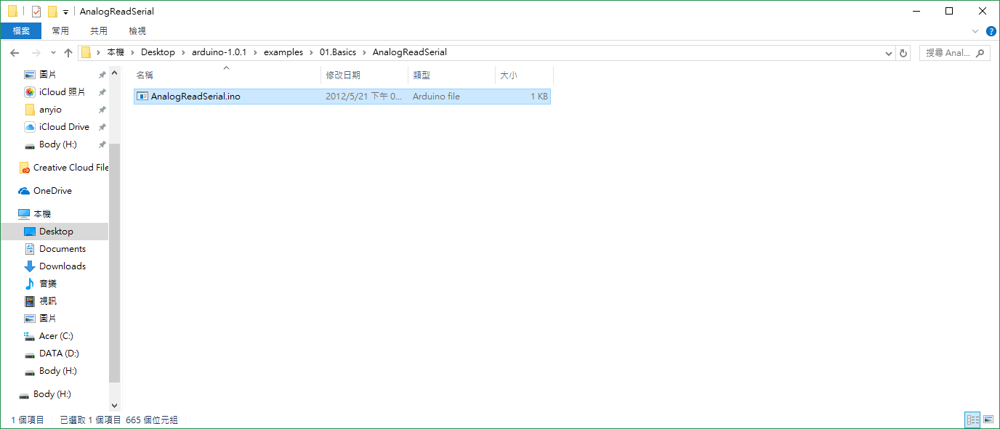 AnalogReadSerial
檔案 常用 共用 檢視
本機 Desktop arduino-1.0.1 examples 01.Basics AnalogReadSerial 搜尋 Anal...
圖片
iCloud 照片
anyio
iCloud Drive
Body (H:)
Creative Cloud File
OneDrive
本機
Desktop
Documents
Downloads
音樂
視訊
圖片
Acer (C:)
DATA (D:)
Body (H:)
Body (H:)
名稱 修改日期 類型 大小
AnalogReadSerial.ino 2012/5/21 下午 0... Arduino file 1 KB
1 個項目 已選取 1 個項目 665 個位元組